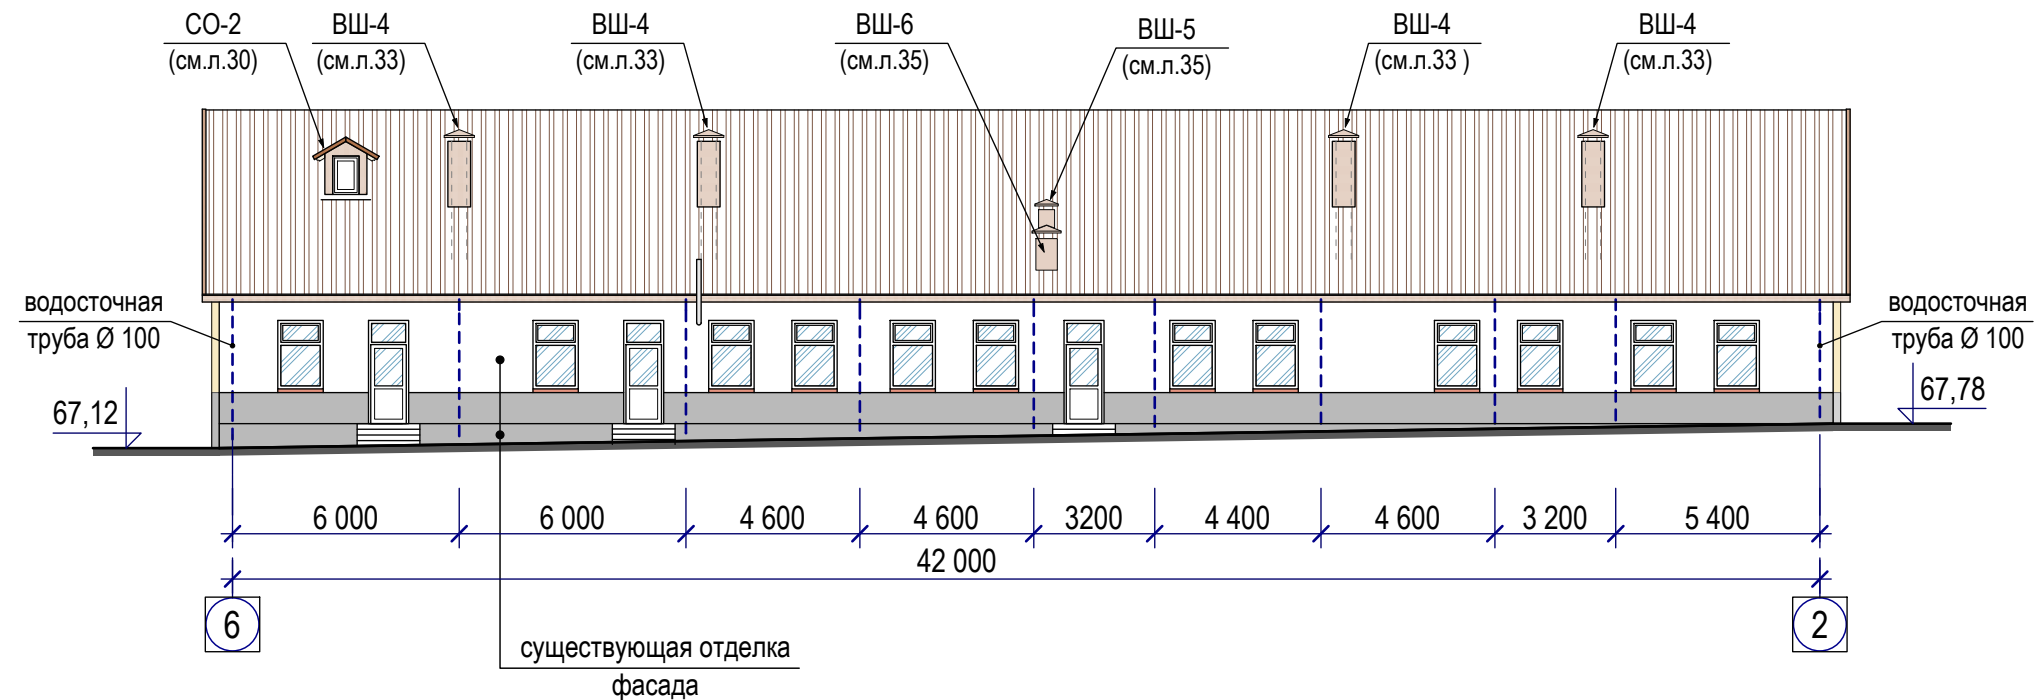 СО-2
(см.л.30)
ВШ-4
(см.л.33)
ВШ-4
(см.л.33)
ВШ-6
(см.л.35)
ВШ-5
(см.л.35)
ВШ-4
(см.л.33 )
ВШ-4
(см.л.33)
водосточная
труба Ø 100
водосточная
труба Ø 100
67,12
67,78
6 000
6 000
4 600
4 600
3200
4 400
4 600
3 200
5 400
42 000
6
2
существующая отделка
фасада